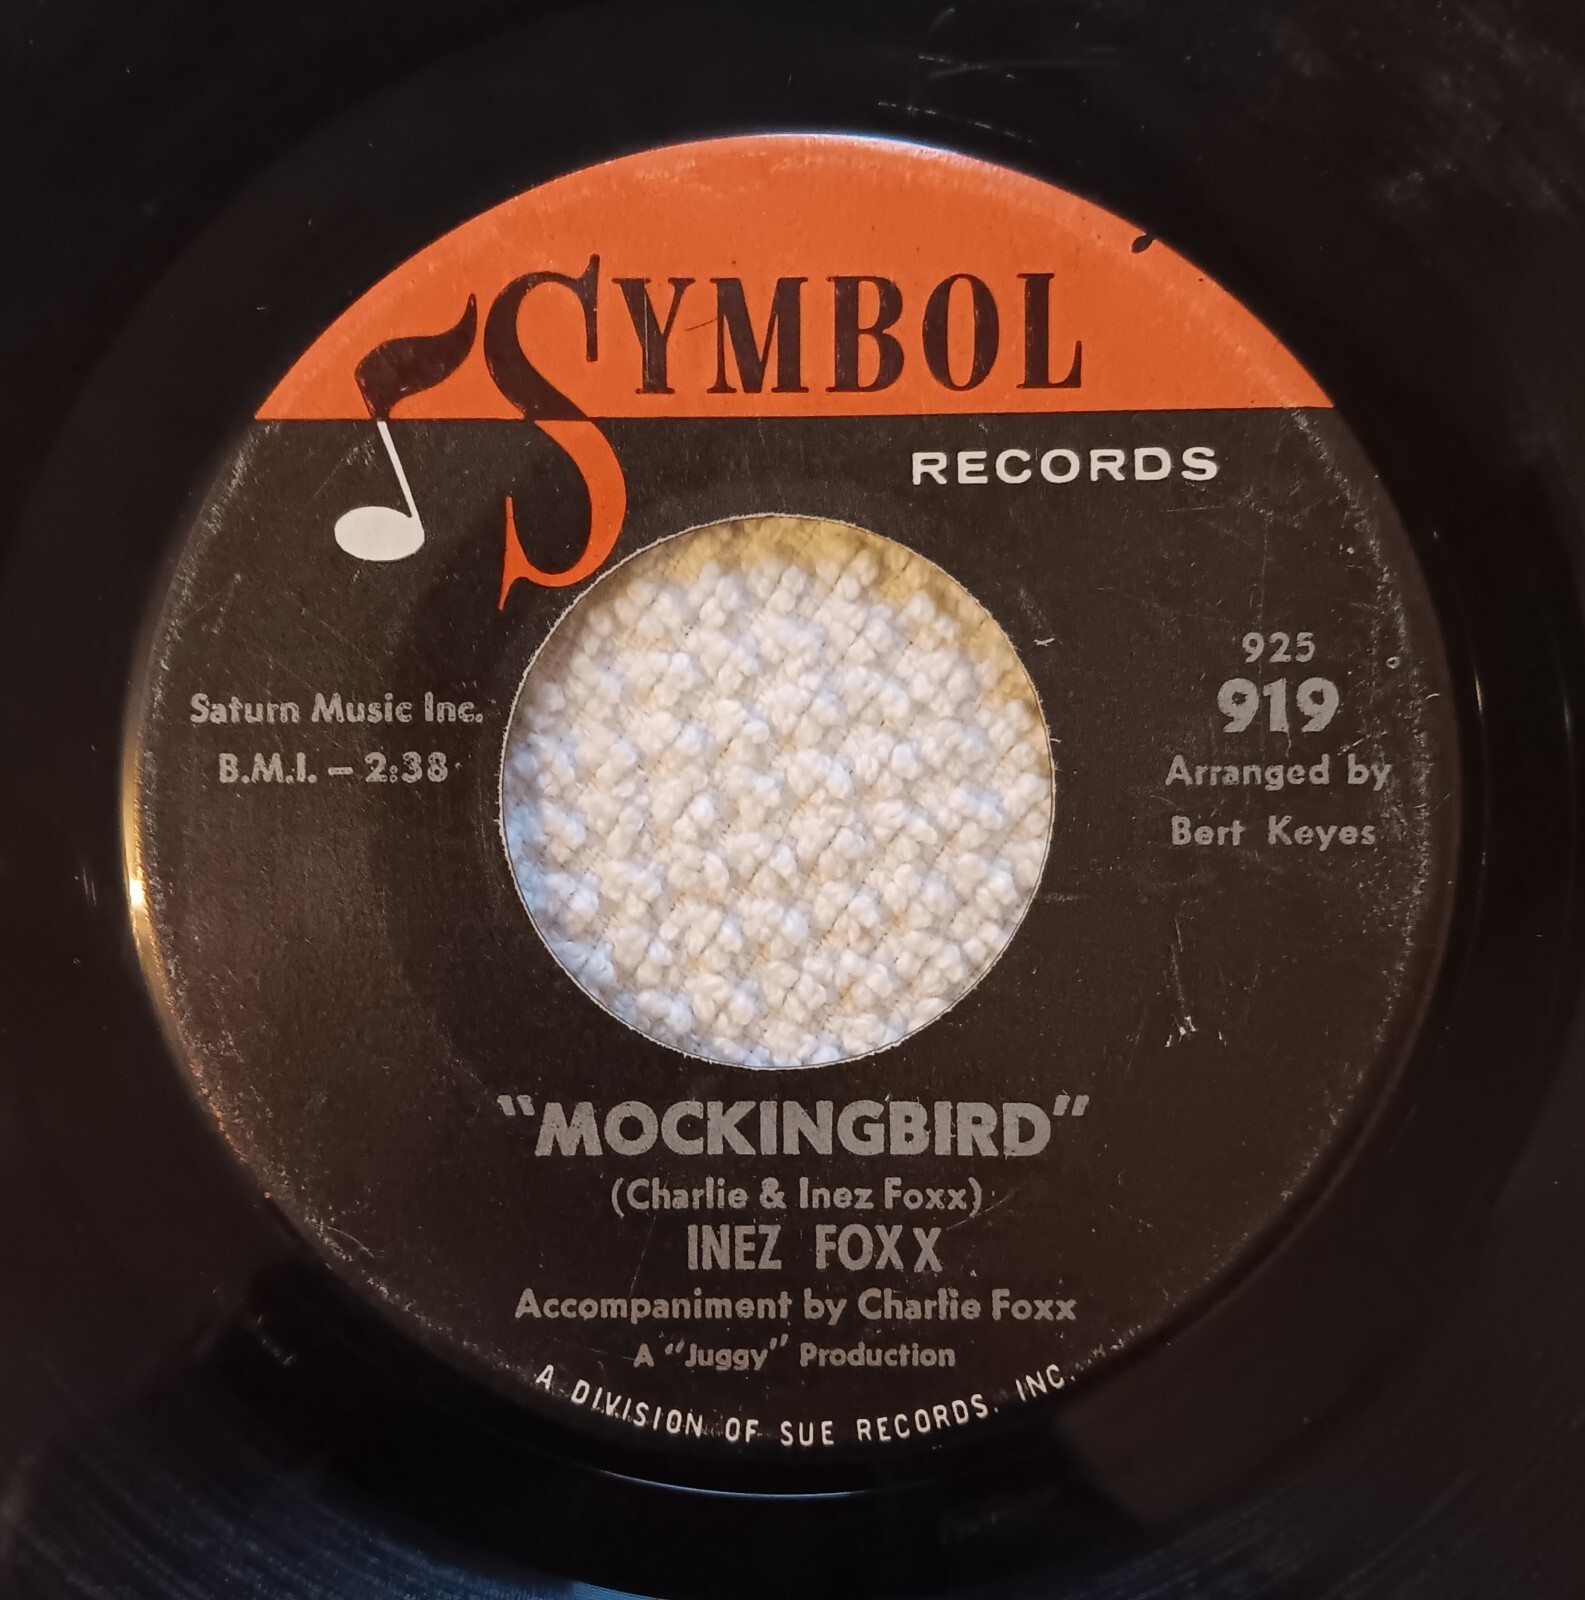 SYMBOL
RECORDS
Saturn Music Inc.
B.M.I. – 2:38
925
919
Arranged by
Bert Keyes
"MOCKINGBIRD"
(Charlie & Inez Foxx)
INEZ FOXX
Accompaniment by Charlie Foxx
A "Juggy" Production
A DIVISION OF SUE RECORDS, INC.